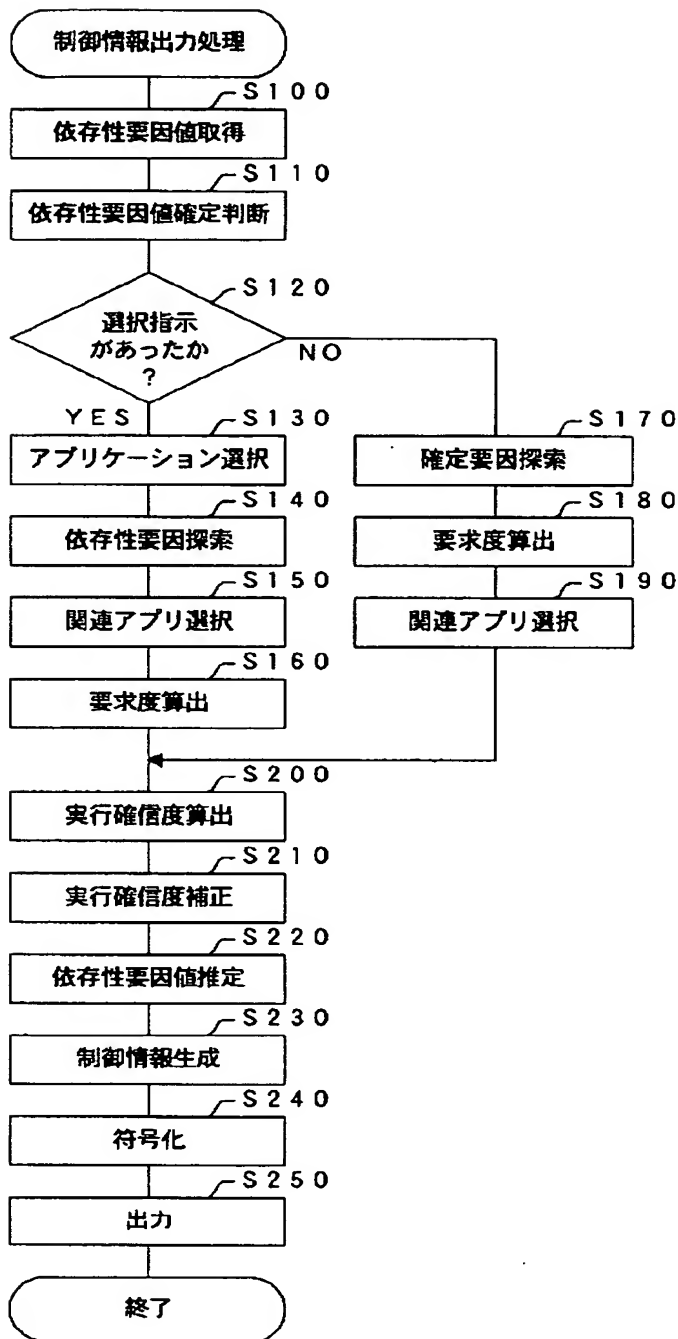 制御情報出力処理
S100
依存性要因値取得
S110
依存性要因値確定判断
S120
選択指示
があったか
?
NO
YES
S130
アプリケーション選択
S140
依存性要因探索
S150
関連アプリ選択
S160
要求度算出
S170
確定要因探索
S180
要求度算出
S190
関連アプリ選択
S200
実行確信度算出
S210
実行確信度補正
S220
依存性要因値推定
S230
制御情報生成
S240
符号化
S250
出力
終了